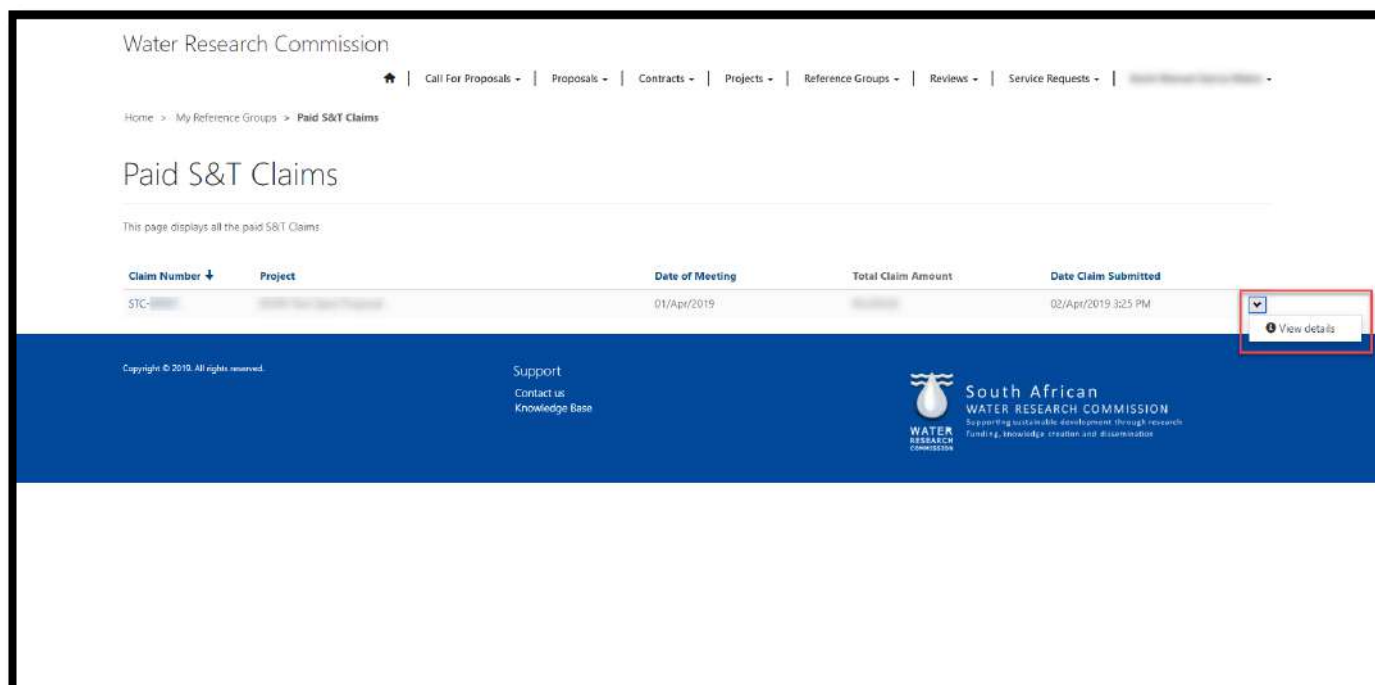 Water Research Commission
Call For Proposals | Proposals | Contracts | Projects | Reference Groups | Reviews | Service Requests |
Home > My Reference Groups > Paid S&T Claims
Paid S&T Claims
This page displays all the paid S&T Claims
Claim Number Project Date of Meeting Total Claim Amount Date Claim Submitted
STC- 01/Apr/2019 02/Apr/2019 3:25 PM
View details
Copyright © 2019. All rights reserved.
Support
Contact us
Knowledge Base
WATER
RESEARCH
COMMISSION
South African
WATER RESEARCH COMMISSION
Supporting sustainable development through research
funding, knowledge creation and dissemination